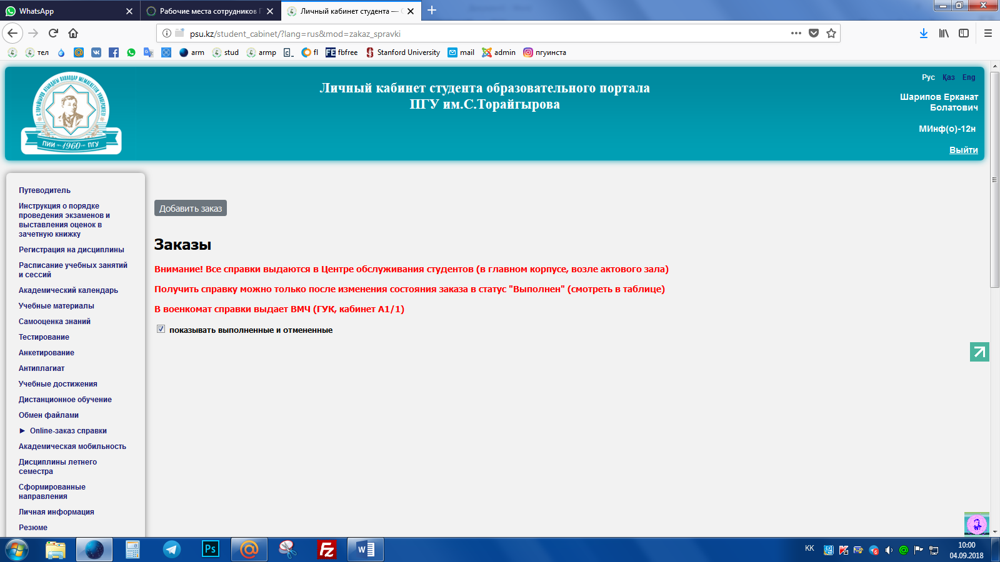 WhatsApp
Рабочие места сотрудников П
Личный кабинет студента — С
psu.kz/student_cabinet/?lang=rus&mod=zakaz_spravki
тел
arm
stud
armp
fl
fbfree
Stanford University
mail
admin
пгуинста
Личный кабинет студента образовательного портала
ПГУ им.С.Торайгырова
Рус Қаз Eng
Шарипов Ерканат
Болатович
МИнф(о)-12н
Выйти
ПИИ -1960- ПГУ
Путеводитель
Инструкция о порядке
проведения экзаменов и
выставления оценок в
зачетную книжку
Регистрация на дисциплины
Расписание учебных занятий
и сессий
Академический календарь
Учебные материалы
Самооценка знаний
Тестирование
Анкетирование
Антиплагиат
Учебные достижения
Дистанционное обучение
Обмен файлами
► Online-заказ справки
Академическая мобильность
Дисциплины летнего
семестра
Сформированные
направления
Личная информация
Резюме
Добавить заказ
Заказы
Внимание! Все справки выдаются в Центре обслуживания студентов (в главном корпусе, возле актового зала)
Получить справку можно только после изменения состояния заказа в статус "Выполнен" (смотреть в таблице)
В военкомат справки выдает ВМЧ (ГУК, кабинет А1/1)
показывать выполненные и отмененные
Ps
Fz
W
KK
10:00
04.09.2018